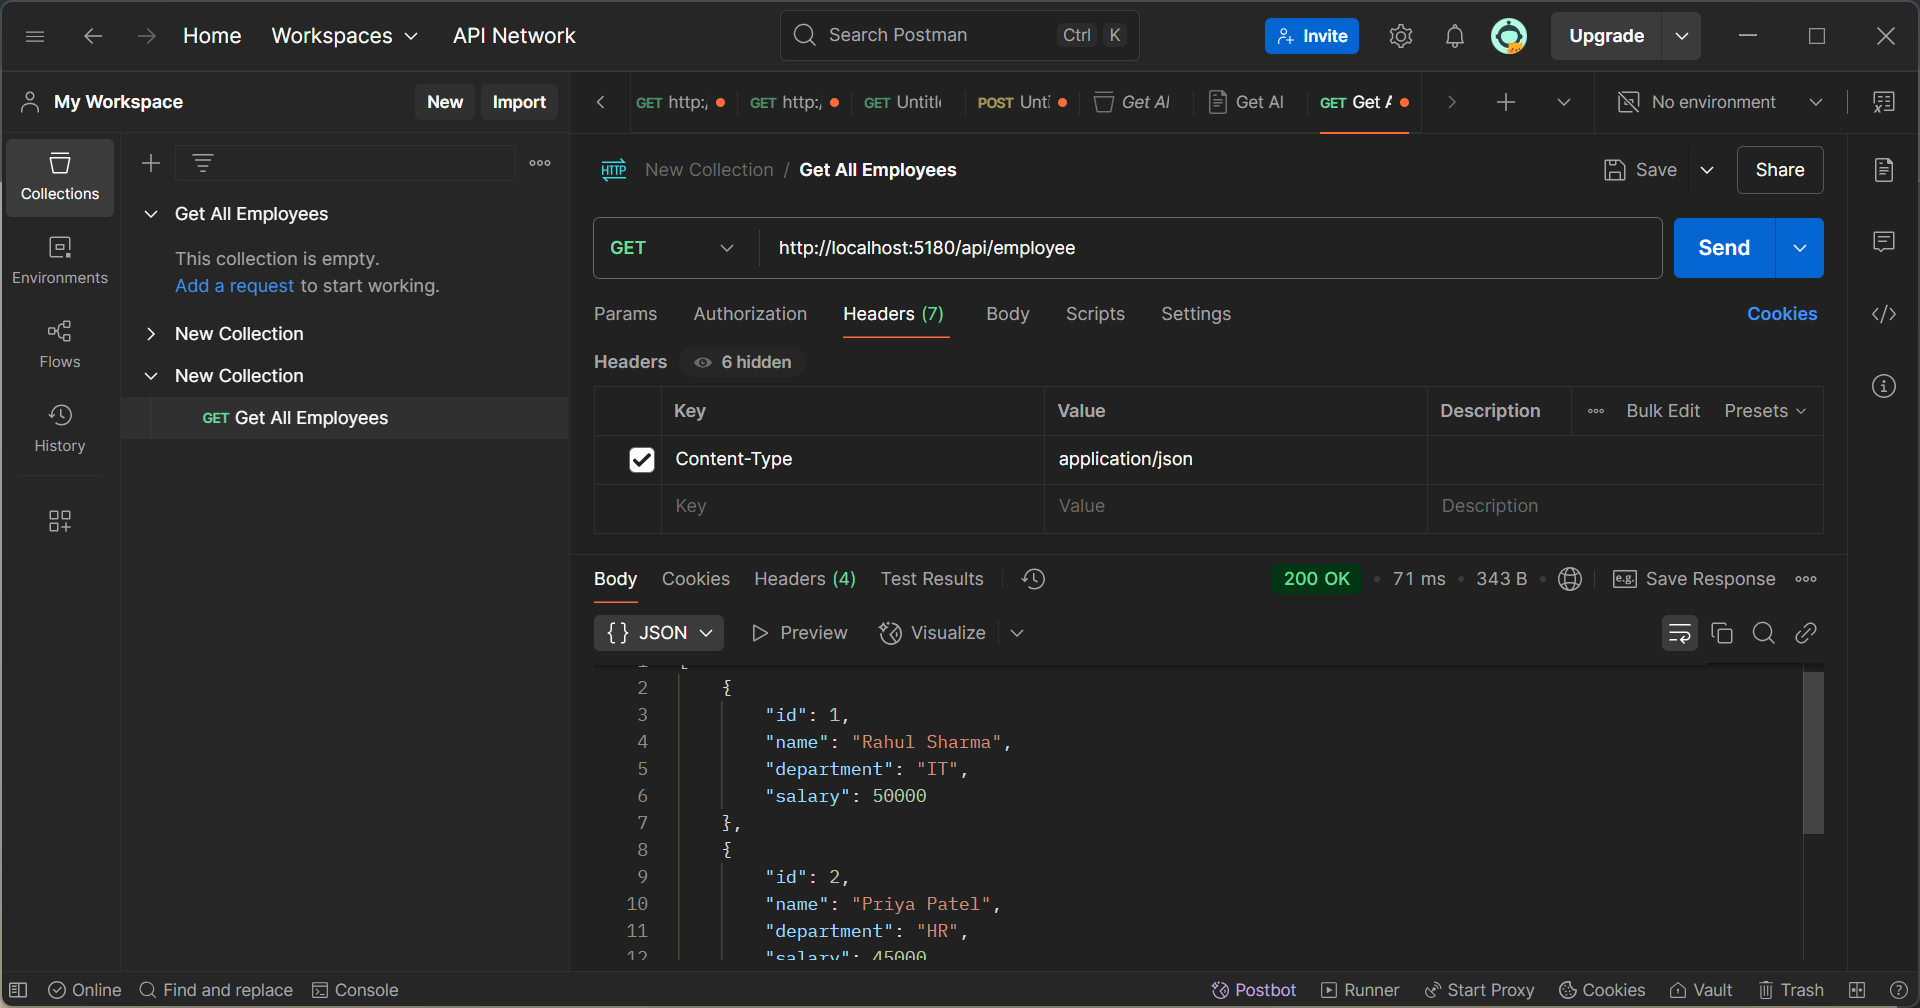 Home
Workspaces
API Network
Search Postman
Ctrl K
Invite
Upgrade
My Workspace
New
Import
GET http:/
GET http:/
GET Untitle
POST Unti
Get Al
Get Al
GET Get A
No environment
Collections
Environments
Flows
History
Get All Employees
This collection is empty.
Add a request to start working.
New Collection
New Collection
GET Get All Employees
HTTP New Collection / Get All Employees
Save
Share
GET
http://localhost:5180/api/employee
Send
Params
Authorization
Headers (7)
Body
Scripts
Settings
Cookies
Headers
6 hidden
Key
Value
Description
Bulk Edit
Presets
Content-Type
application/json
Key
Value
Description
Body
Cookies
Headers (4)
Test Results
200 OK
71 ms
343 B
e.g. Save Response
{} JSON
Preview
Visualize
1 [
2 {
3 "id": 1,
4 "name": "Rahul Sharma",
5 "department": "IT",
6 "salary": 50000
7 },
8 {
9 "id": 2,
10 "name": "Priya Patel",
11 "department": "HR",
12 "salary": 45000
Online
Find and replace
Console
Postbot
Runner
Start Proxy
Cookies
Vault
Trash